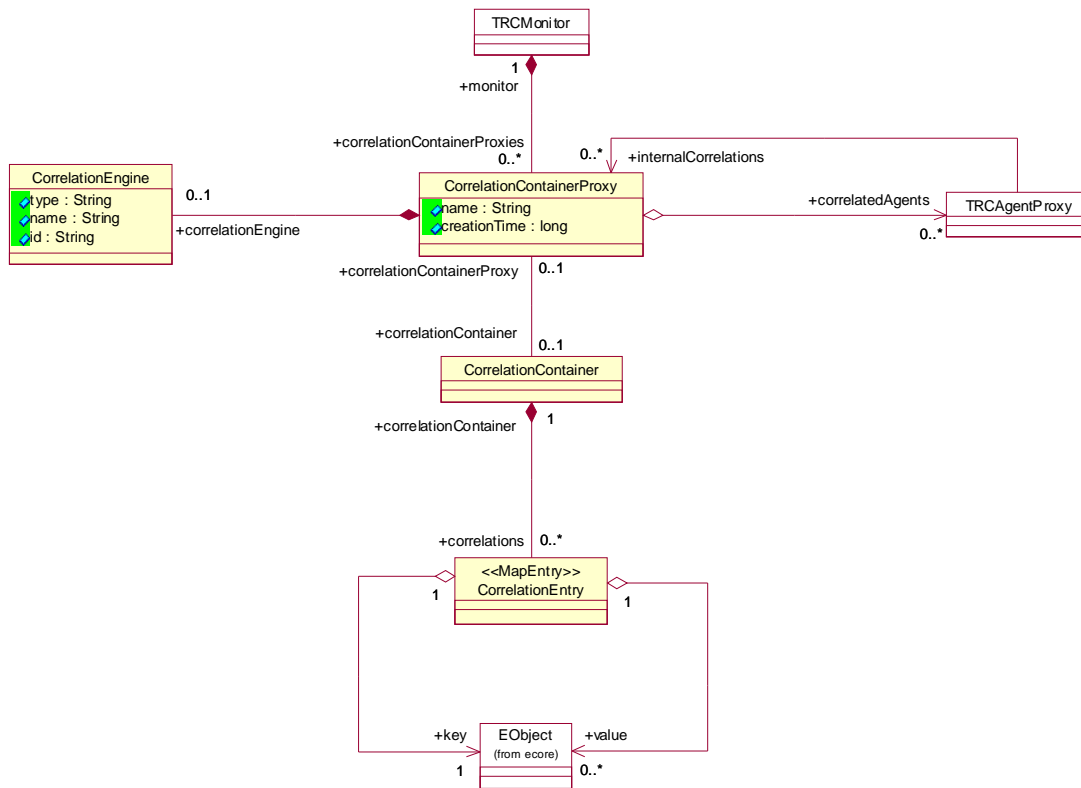 TRCMonitor
1
+monitor
+correlationContainerProxies
0..*
0..*
+internalCorrelations
CorrelationEngine
type : String
name : String
id : String
0..1
+correlationEngine
CorrelationContainerProxy
name : String
creationTime : long
+correlatedAgents
0..*
TRCAgentProxy
+correlationContainerProxy
0..1
+correlationContainer
0..1
CorrelationContainer
+correlationContainer
1
+correlations
0..*
<<MapEntry>>
CorrelationEntry
1
1
+key
1
EObject
(from ecore)
+value
0..*